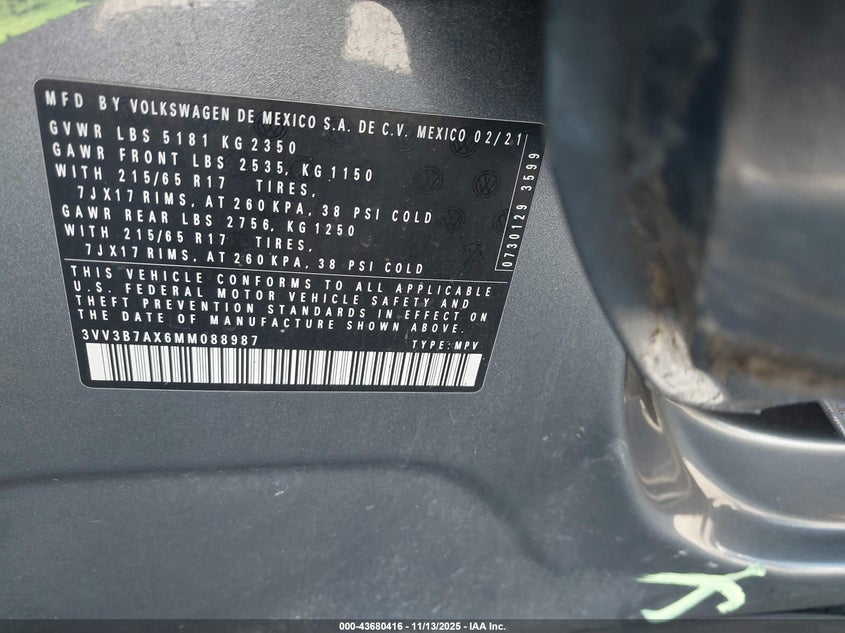 MFD BY VOLKSWAGEN DE MEXICO S.A. DE C.V. MEXICO 02/21
GVWR LBS 5181 KG 2350
GAWR FRONT LBS 2535, KG 1150
WITH 215/65 R17 TIRES,
7JX17 RIMS, AT 260 KPA, 38 PSI COLD
GAWR REAR LBS 2756, KG 1250
WITH 215/65 R17 TIRES,
7JX17 RIMS, AT 260 KPA, 38 PSI COLD
0730129 3599
THIS VEHICLE CONFORMS TO ALL APPLICABLE
U.S. FEDERAL MOTOR VEHICLE SAFETY AND
THEFT PREVENTION STANDARDS IN EFFECT ON
THE DATE OF MANUFACTURE SHOWN ABOVE.
3VV3B7AX6MM088987 TYPE: MPV
000-43680416 - 11/13/2025 - IAA Inc.